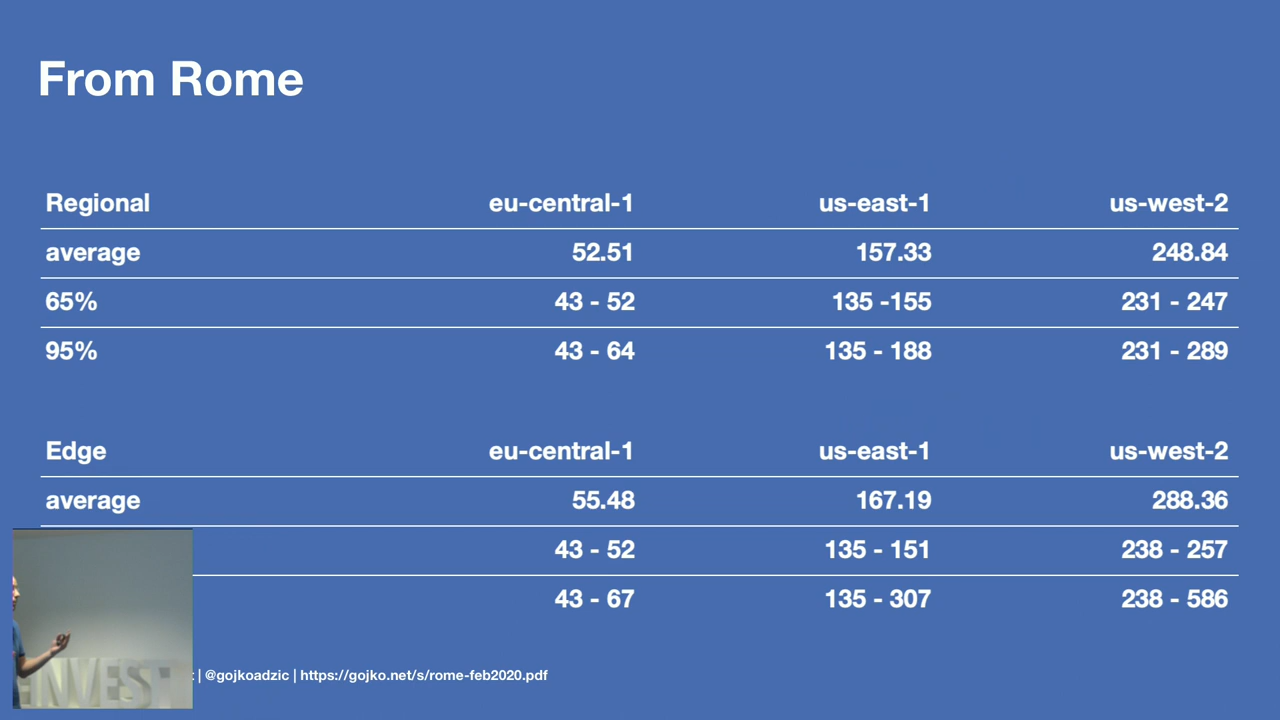 From Rome
Regional eu-central-1 us-east-1 us-west-2
average 52.51 157.33 248.84
65% 43 - 52 135 -155 231 - 247
95% 43 - 64 135 - 188 231 - 289
Edge eu-central-1 us-east-1 us-west-2
average 55.48 167.19 288.36
43 - 52 135 - 151 238 - 257
43 - 67 135 - 307 238 - 586
| @gojkoadzic | https://gojko.net/s/rome-feb2020.pdf
INVEST